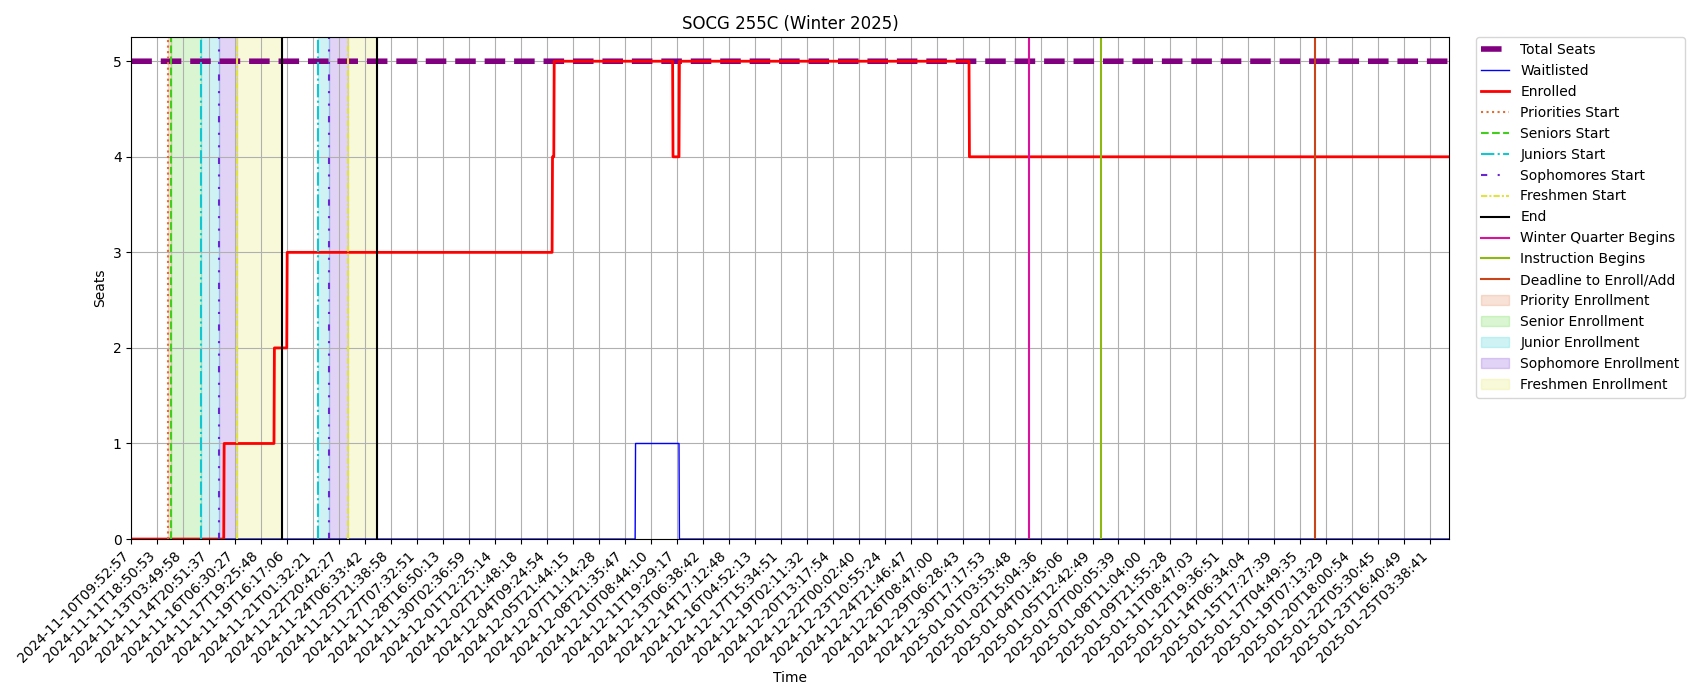 SOCG 255C (Winter 2025)
Seats
5
4
3
2
1
0
2024-11-10T09:52:57
2024-11-11T18:50:53
2024-11-13T03:49:58
2024-11-14T20:51:37
2024-11-16T06:30:27
2024-11-17T19:25:48
2024-11-19T16:17:06
2024-11-21T01:32:21
2024-11-22T20:42:27
2024-11-24T06:33:42
2024-11-25T21:38:58
2024-11-27T07:32:51
2024-11-28T16:50:13
2024-11-30T02:36:59
2024-12-01T12:25:14
2024-12-02T21:48:18
2024-12-04T09:24:54
2024-12-05T21:44:15
2024-12-07T11:14:28
2024-12-08T21:35:47
2024-12-10T08:44:10
2024-12-11T19:29:17
2024-12-13T06:38:42
2024-12-14T17:12:48
2024-12-16T04:52:13
2024-12-17T15:34:51
2024-12-19T02:11:32
2024-12-20T13:17:54
2024-12-22T00:02:40
2024-12-23T10:55:24
2024-12-24T21:46:47
2024-12-26T08:47:00
2024-12-29T06:28:43
2024-12-30T17:17:53
2025-01-01T03:53:48
2025-01-02T15:04:36
2025-01-04T01:45:06
2025-01-05T12:42:49
2025-01-07T00:05:39
2025-01-08T11:04:00
2025-01-09T21:55:28
2025-01-11T08:47:03
2025-01-12T19:36:51
2025-01-14T06:34:04
2025-01-15T17:27:39
2025-01-17T04:49:35
2025-01-19T07:13:29
2025-01-20T18:00:54
2025-01-22T05:30:45
2025-01-23T16:40:49
2025-01-25T03:38:41
Time
Total Seats
Waitlisted
Enrolled
Priorities Start
Seniors Start
Juniors Start
Sophomores Start
Freshmen Start
End
Winter Quarter Begins
Instruction Begins
Deadline to Enroll/Add
Priority Enrollment
Senior Enrollment
Junior Enrollment
Sophomore Enrollment
Freshmen Enrollment